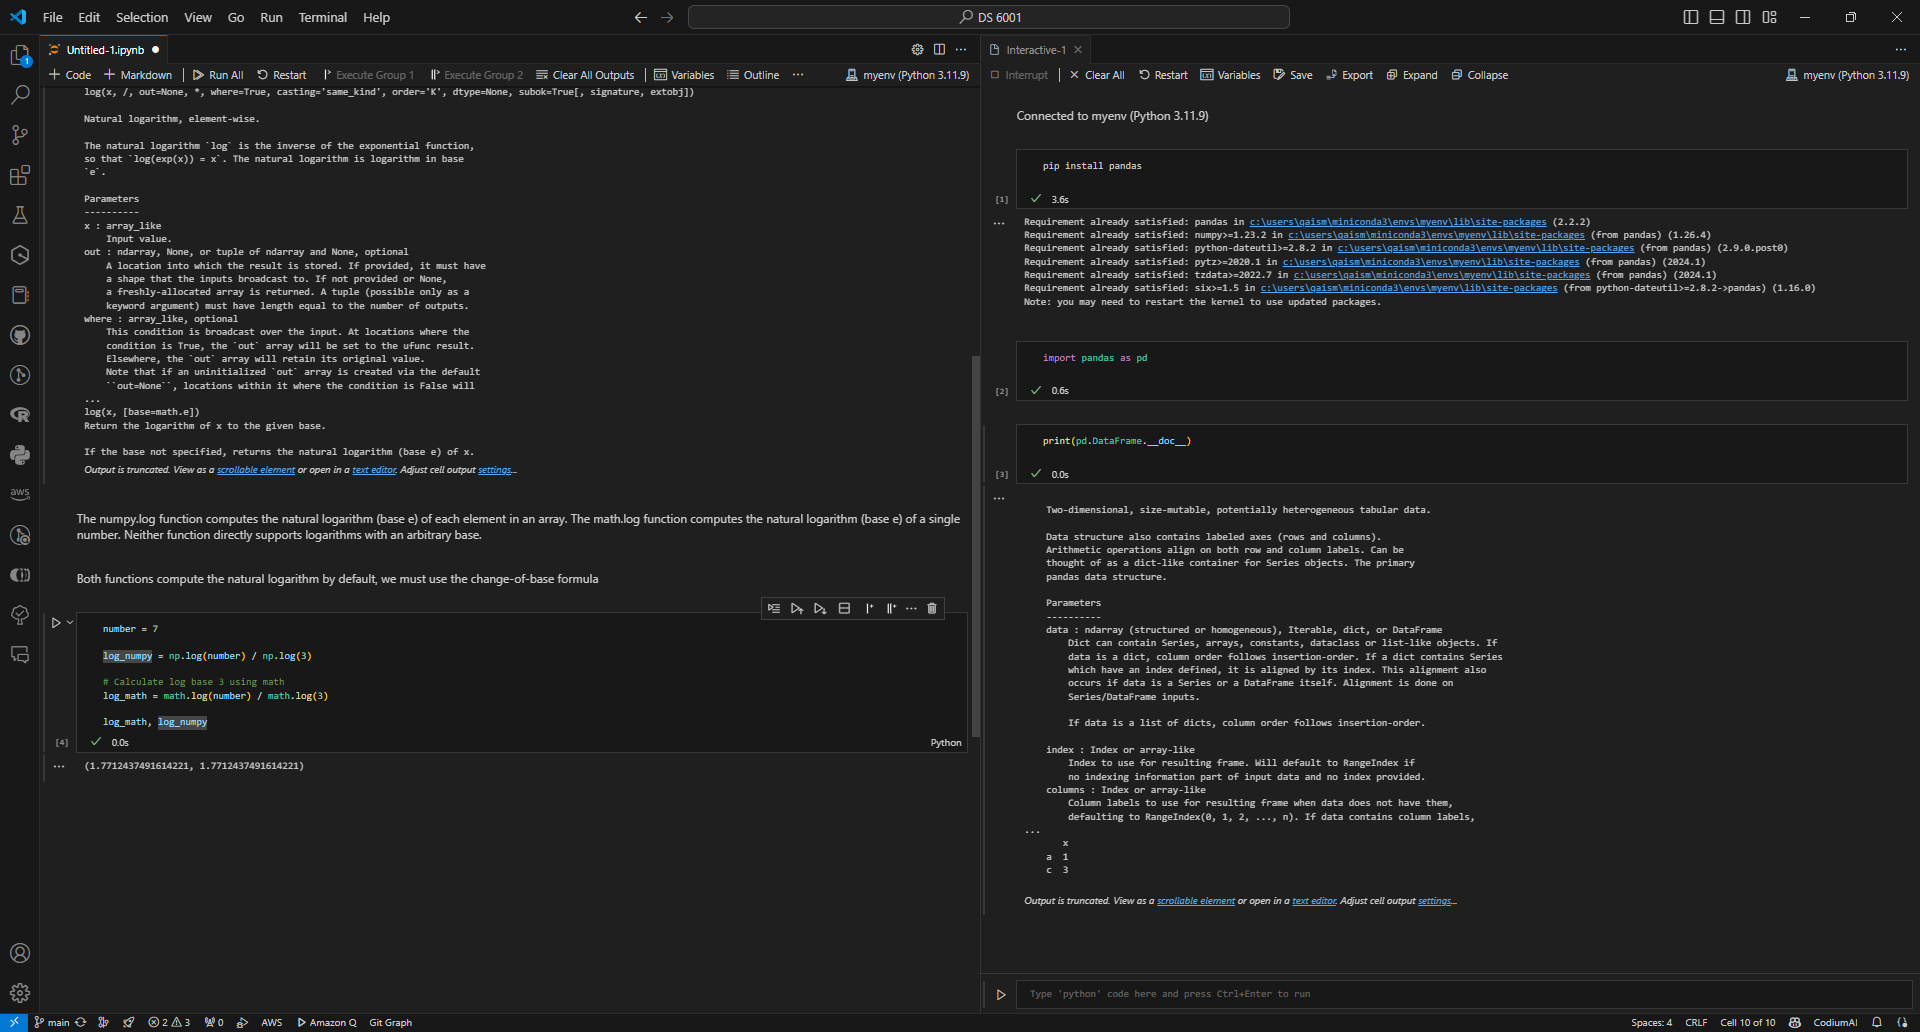 File Edit Selection View Go Run Terminal Help
DS 6001
Untitled-1.ipynb
Code Markdown Run All Restart Execute Group 1 Execute Group 2 Clear All Outputs Variables Outline ... myenv (Python 3.11.9)
log(x, /, out=None, *, where=True, casting='same_kind', order='K', dtype=None, subok=True[, signature, extobj])
Natural logarithm, element-wise.
The natural logarithm `log` is the inverse of the exponential function,
so that `log(exp(x)) = x`. The natural logarithm is logarithm in base
`e`.
Parameters
----------
x : array_like
Input value.
out : ndarray, None, or tuple of ndarray and None, optional
A location into which the result is stored. If provided, it must have
a shape that the inputs broadcast to. If not provided or None,
a freshly-allocated array is returned. A tuple (possible only as a
keyword argument) must have length equal to the number of outputs.
where : array_like, optional
This condition is broadcast over the input. At locations where the
condition is True, the `out` array will be set to the ufunc result.
Elsewhere, the `out` array will retain its original value.
Note that if an uninitialized `out` array is created via the default
``out=None``, locations within it where the condition is False will
...
log(x, [base=math.e])
Return the logarithm of x to the given base.
If the base not specified, returns the natural logarithm (base e) of x.
Output is truncated. View as a scrollable element or open in a text editor. Adjust cell output settings...
The numpy.log function computes the natural logarithm (base e) of each element in an array. The math.log function computes the natural logarithm (base e) of a single
number. Neither function directly supports logarithms with an arbitrary base.
Both functions compute the natural logarithm by default, we must use the change-of-base formula
number = 7
log_numpy = np.log(number) / np.log(3)
# Calculate log base 3 using math
log_math = math.log(number) / math.log(3)
log_math, log_numpy
[4] 0.0s Python
(1.7712437491614221, 1.7712437491614221)
aws
Interactive-1
Interrupt Clear All Restart Variables Save Export Expand Collapse myenv (Python 3.11.9)
Connected to myenv (Python 3.11.9)
pip install pandas
[1] 3.6s
Requirement already satisfied: pandas in c:\users\qaism\miniconda3\envs\myenv\lib\site-packages (2.2.2)
Requirement already satisfied: numpy>=1.23.2 in c:\users\qaism\miniconda3\envs\myenv\lib\site-packages (from pandas) (1.26.4)
Requirement already satisfied: python-dateutil>=2.8.2 in c:\users\qaism\miniconda3\envs\myenv\lib\site-packages (from pandas) (2.9.0.post0)
Requirement already satisfied: pytz>=2020.1 in c:\users\qaism\miniconda3\envs\myenv\lib\site-packages (from pandas) (2024.1)
Requirement already satisfied: tzdata>=2022.7 in c:\users\qaism\miniconda3\envs\myenv\lib\site-packages (from pandas) (2024.1)
Requirement already satisfied: six>=1.5 in c:\users\qaism\miniconda3\envs\myenv\lib\site-packages (from python-dateutil>=2.8.2->pandas) (1.16.0)
Note: you may need to restart the kernel to use updated packages.
import pandas as pd
[2] 0.6s
print(pd.DataFrame.__doc__)
[3] 0.0s
Two-dimensional, size-mutable, potentially heterogeneous tabular data.
Data structure also contains labeled axes (rows and columns).
Arithmetic operations align on both row and column labels. Can be
thought of as a dict-like container for Series objects. The primary
pandas data structure.
Parameters
----------
data : ndarray (structured or homogeneous), Iterable, dict, or DataFrame
Dict can contain Series, arrays, constants, dataclass or list-like objects. If
data is a dict, column order follows insertion-order. If a dict contains Series
which have an index defined, it is aligned by its index. This alignment also
occurs if data is a Series or a DataFrame itself. Alignment is done on
Series/DataFrame inputs.
If data is a list of dicts, column order follows insertion-order.
index : Index or array-like
Index to use for resulting frame. Will default to RangeIndex if
no indexing information part of input data and no index provided.
columns : Index or array-like
Column labels to use for resulting frame when data does not have them,
defaulting to RangeIndex(0, 1, 2, ..., n). If data contains column labels,
...
x
a 1
c 3
Output is truncated. View as a scrollable element or open in a text editor. Adjust cell output settings...
Type 'python' code here and press Ctrl+Enter to run
main 2 3 0 AWS Amazon Q Git Graph
Spaces: 4 CRLF Cell 10 of 10 CodiumAI